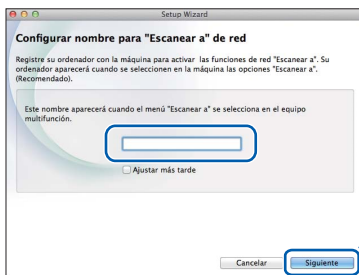 Setup Wizard
Configurar nombre para "Escanear a" de red
Registre su ordenador con la máquina para activar las funciones de red "Escanear a". Su
ordenador aparecerá cuando se seleccionen en la máquina las opciones "Escanear a".
(Recomendado).
Este nombre aparecerá cuando el menú "Escanear a" se selecciona en el equipo
multifunción.
Ajustar más tarde
Cancelar
Siguiente